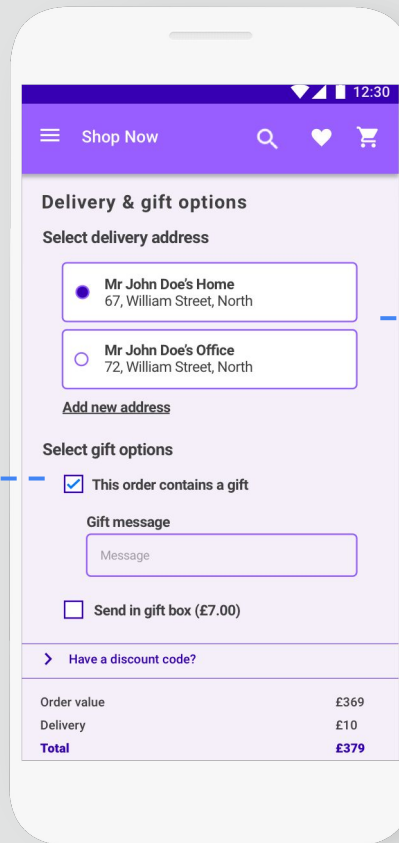 12:30
Shop Now
Delivery & gift options
Select delivery address
Mr John Doe's Home
67, William Street, North
Mr John Doe's Office
72, William Street, North
Add new address
Select gift options
This order contains a gift
Gift message
Message
Send in gift box (£7.00)
Have a discount code?
Order value £369
Delivery £10
Total £379